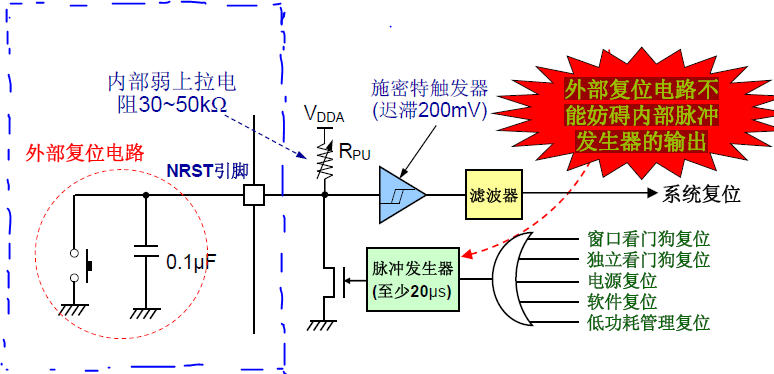 内部弱上拉电
阻30~50kΩ
施密特触发器
(迟滞200mV)
外部复位电路不
能妨碍内部脉冲
发生器的输出
VDDA
RPU
外部复位电路
NRST引脚
滤波器
系统复位
0.1μF
脉冲发生器
(至少20μs)
窗口看门狗复位
独立看门狗复位
电源复位
软件复位
低功耗管理复位